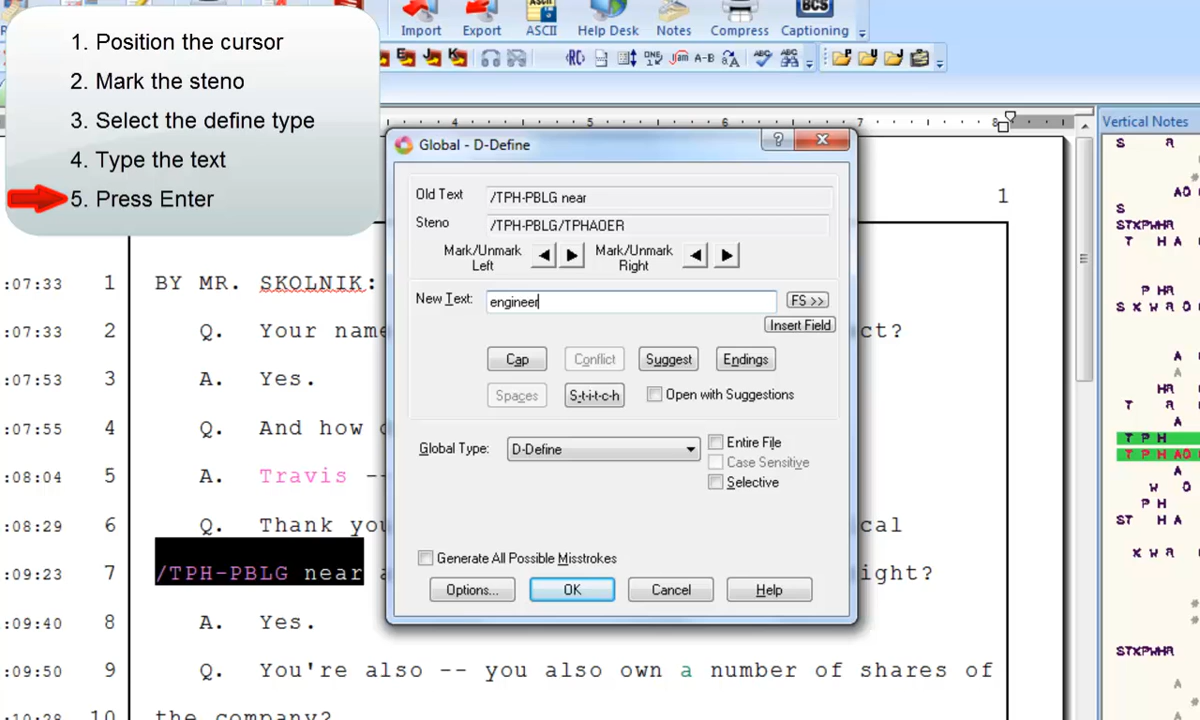 1. Position the cursor
2. Mark the steno
3. Select the define type
4. Type the text
5. Press Enter
Import Export ASCII Help Desk Notes Compress Captioning
Vertical Notes
Global - D-Define
Old Text /TPH-PBLG near
Steno /TPH-PBLG/TPHAOER
Mark/Unmark Left
Mark/Unmark Right
New Text: engineer FS >>
Insert Field
Cap Conflict Suggest Endings
Spaces S-t-i-t-c-h Open with Suggestions
Global Type: D-Define
Entire File
Case Sensitive
Selective
Generate All Possible Misstrokes
Options... OK Cancel Help
1
:07:33 1 BY MR. SKOLNIK:
:07:33 2 Q. Your name ct?
:07:53 3 A. Yes.
:07:55 4 Q. And how
:08:04 5 A. Travis --
:08:29 6 Q. Thank you cal
:09:23 7 /TPH-PBLG near ight?
:09:40 8 A. Yes.
:09:50 9 Q. You're also -- you also own a number of shares of
:10:28 10 the company?